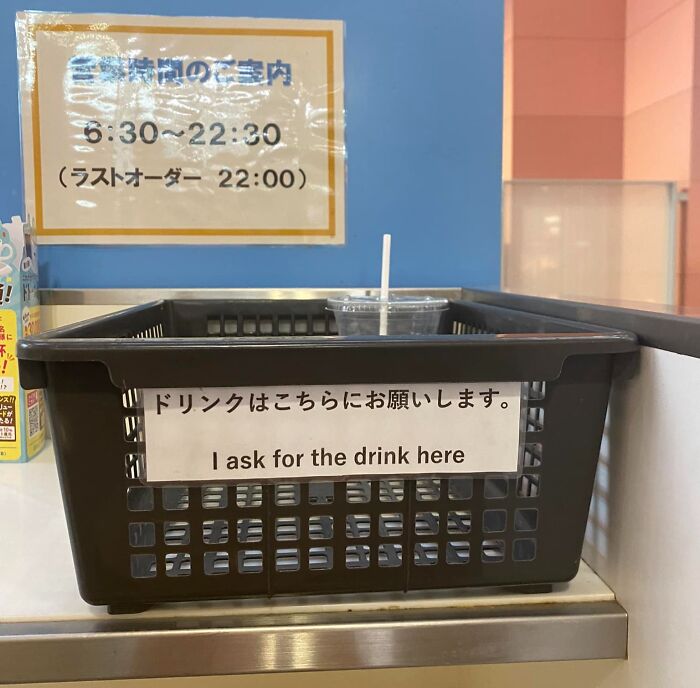 営業時間のご案内
6:30～22:30
（ラストオーダー 22:00）
ドリンクはこちらにお願いします。
I ask for the drink here